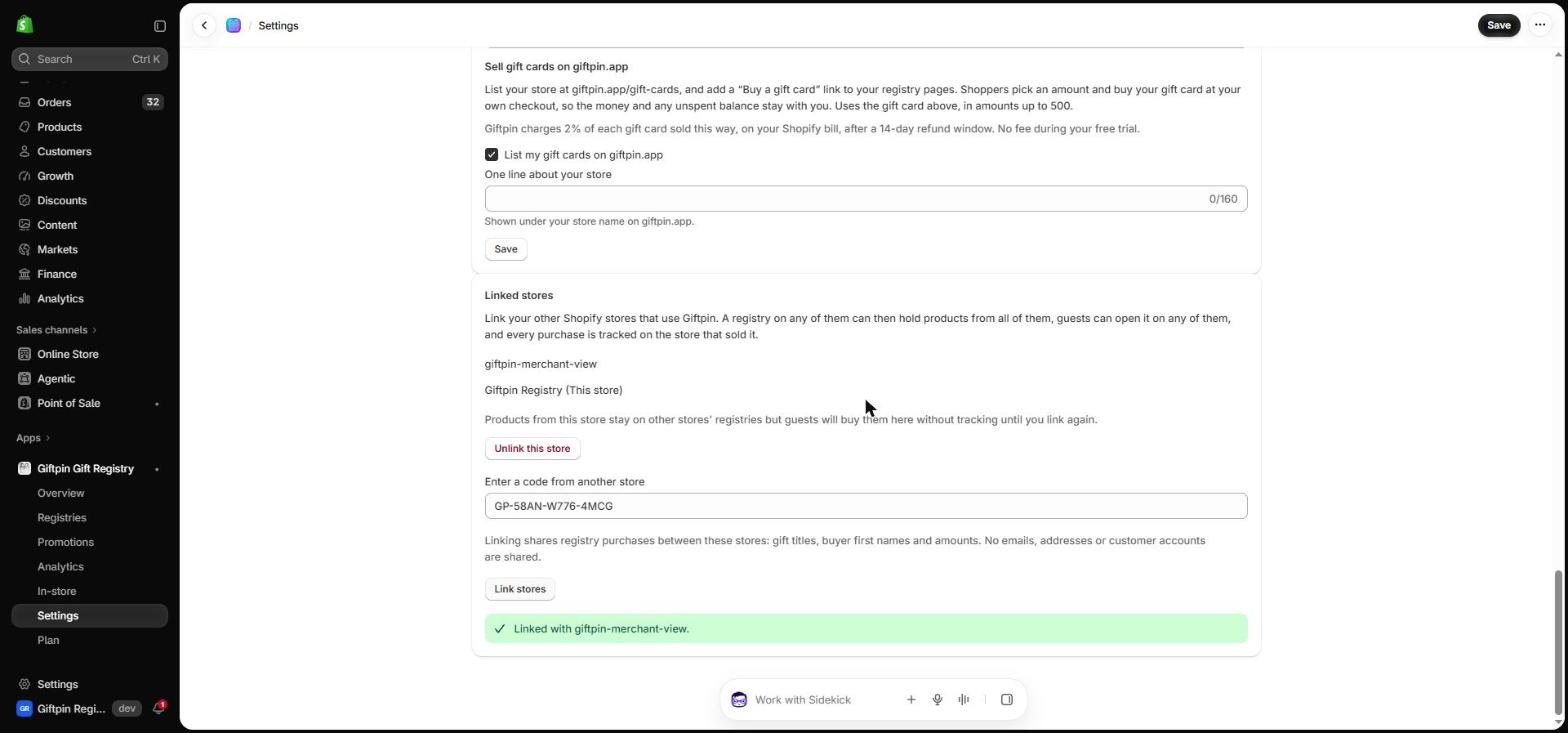 Settings
Save
Search
Ctrl K
Orders
32
Products
Customers
Growth
Discounts
Content
Markets
Finance
Analytics
Sales channels
Online Store
Agentic
Point of Sale
Apps
Giftpin Gift Registry
Overview
Registries
Promotions
Analytics
In-store
Settings
Plan
Settings
GR
Giftpin Regi...
dev
1
Sell gift cards on giftpin.app
List your store at giftpin.app/gift-cards, and add a “Buy a gift card” link to your registry pages. Shoppers pick an amount and buy your gift card at your
own checkout, so the money and any unspent balance stay with you. Uses the gift card above, in amounts up to 500.
Giftpin charges 2% of each gift card sold this way, on your Shopify bill, after a 14-day refund window. No fee during your free trial.
List my gift cards on giftpin.app
One line about your store
0/160
Shown under your store name on giftpin.app.
Save
Linked stores
Link your other Shopify stores that use Giftpin. A registry on any of them can then hold products from all of them, guests can open it on any of them,
and every purchase is tracked on the store that sold it.
giftpin-merchant-view
Giftpin Registry (This store)
Products from this store stay on other stores’ registries but guests will buy them here without tracking until you link again.
Unlink this store
Enter a code from another store
GP-58AN-W776-4MCG
Linking shares registry purchases between these stores: gift titles, buyer first names and amounts. No emails, addresses or customer accounts
are shared.
Link stores
Linked with giftpin-merchant-view.
Work with Sidekick